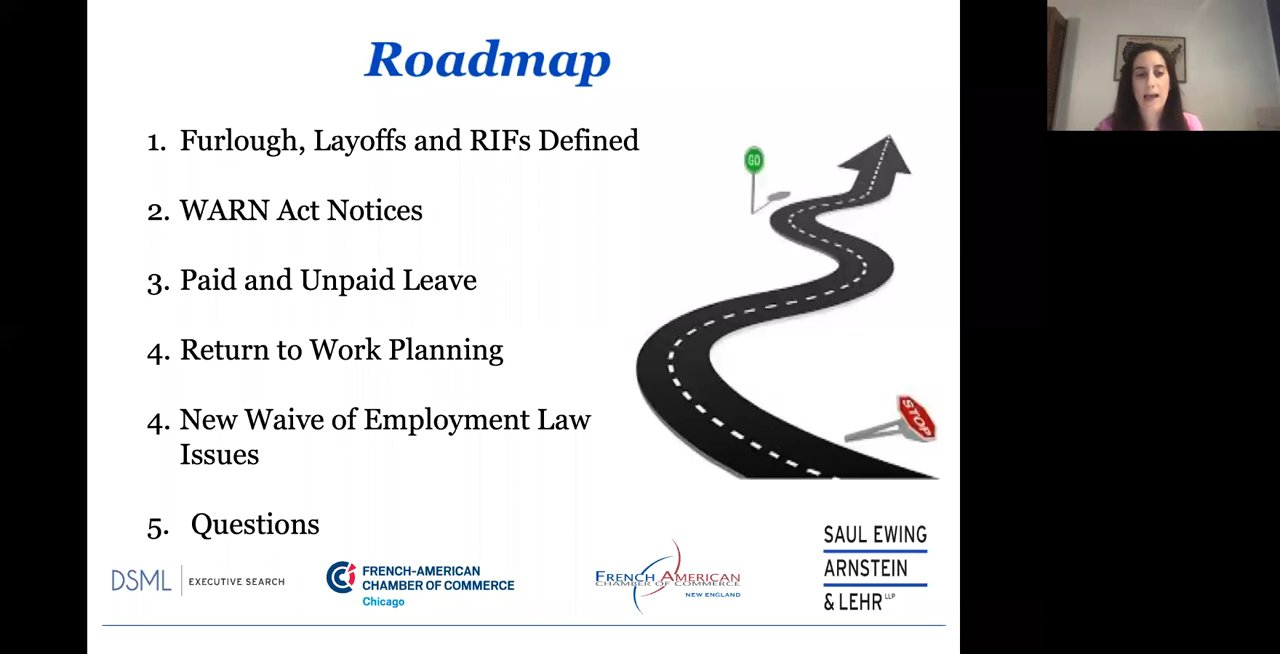 Roadmap
1. Furlough, Layoffs and RIFs Defined
GO
2. WARN Act Notices
3. Paid and Unpaid Leave
4. Return to Work Planning
4. New Waive of Employment Law
Issues
STOP
5. Questions
DSML EXECUTIVE SEARCH
FRENCH-AMERICAN
CHAMBER OF COMMERCE
Chicago
FRENCH AMERICAN
CHAMBER OF COMMERCE
NEW ENGLAND
SAUL EWING
ARNSTEIN
& LEHR LLP